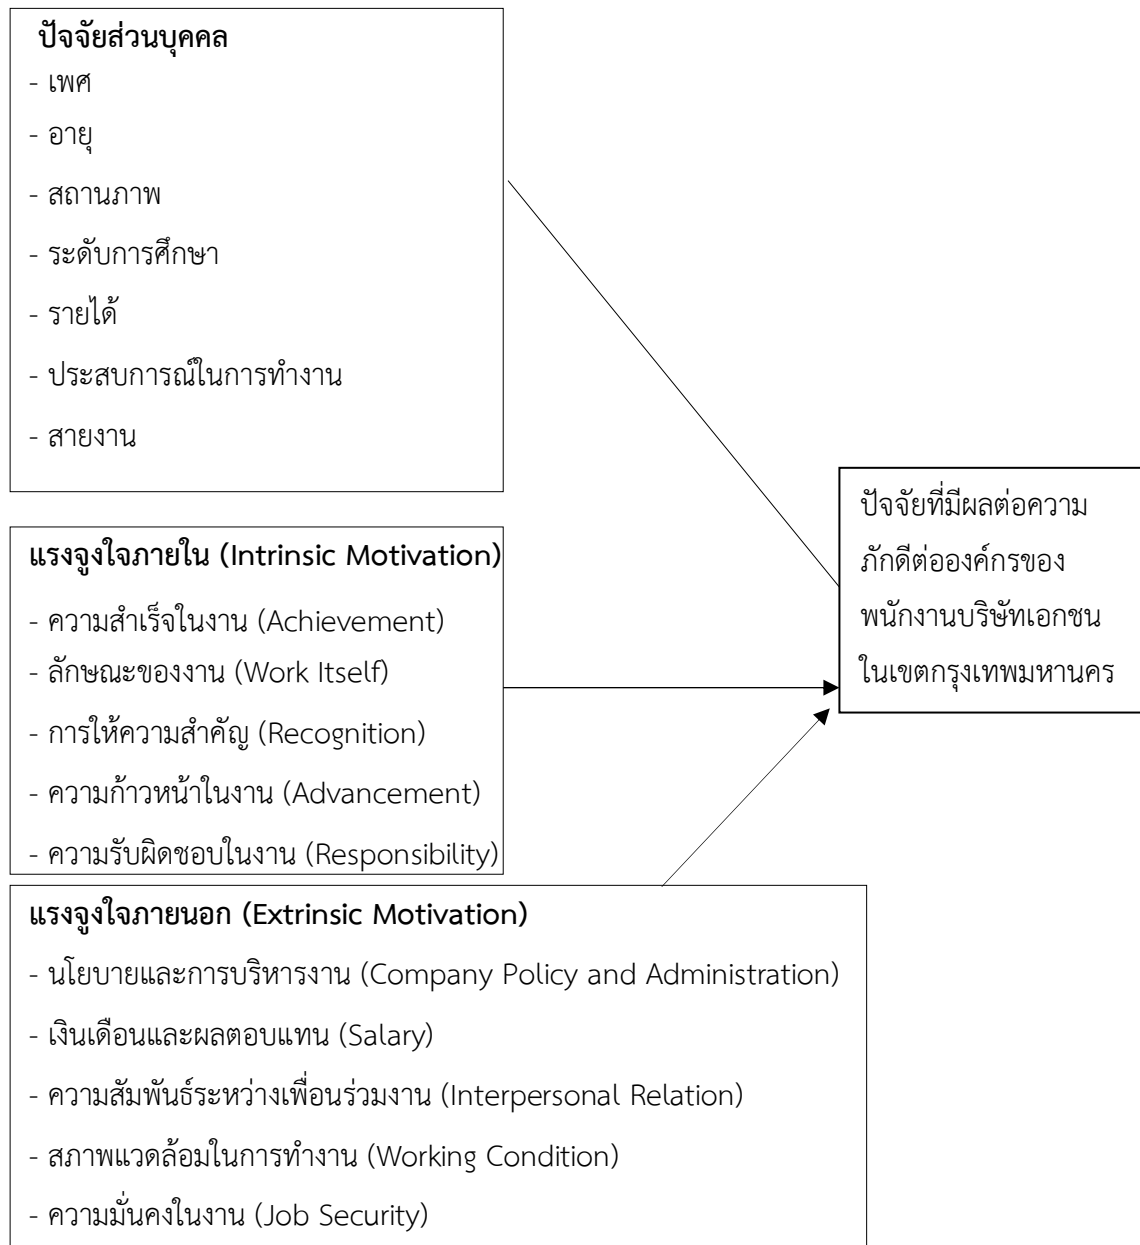 ปัจจัยส่วนบุคคล
- เพศ
- อายุ
- สถานภาพ
- ระดับการศึกษา
- รายได้
- ประสบการณ์ในการทำงาน
- สายงาน
แรงจูงใจภายใน (Intrinsic Motivation)
- ความสำเร็จในงาน (Achievement)
- ลักษณะของงาน (Work Itself)
- การให้ความสำคัญ (Recognition)
- ความก้าวหน้าในงาน (Advancement)
- ความรับผิดชอบในงาน (Responsibility)
แรงจูงใจภายนอก (Extrinsic Motivation)
- นโยบายและการบริหารงาน (Company Policy and Administration)
- เงินเดือนและผลตอบแทน (Salary)
- ความสัมพันธ์ระหว่างเพื่อนร่วมงาน (Interpersonal Relation)
- สภาพแวดล้อมในการทำงาน (Working Condition)
- ความมั่นคงในงาน (Job Security)
ปัจจัยที่มีผลต่อความ
ภักดีต่อองค์กรของ
พนักงานบริษัทเอกชน
ในเขตกรุงเทพมหานคร